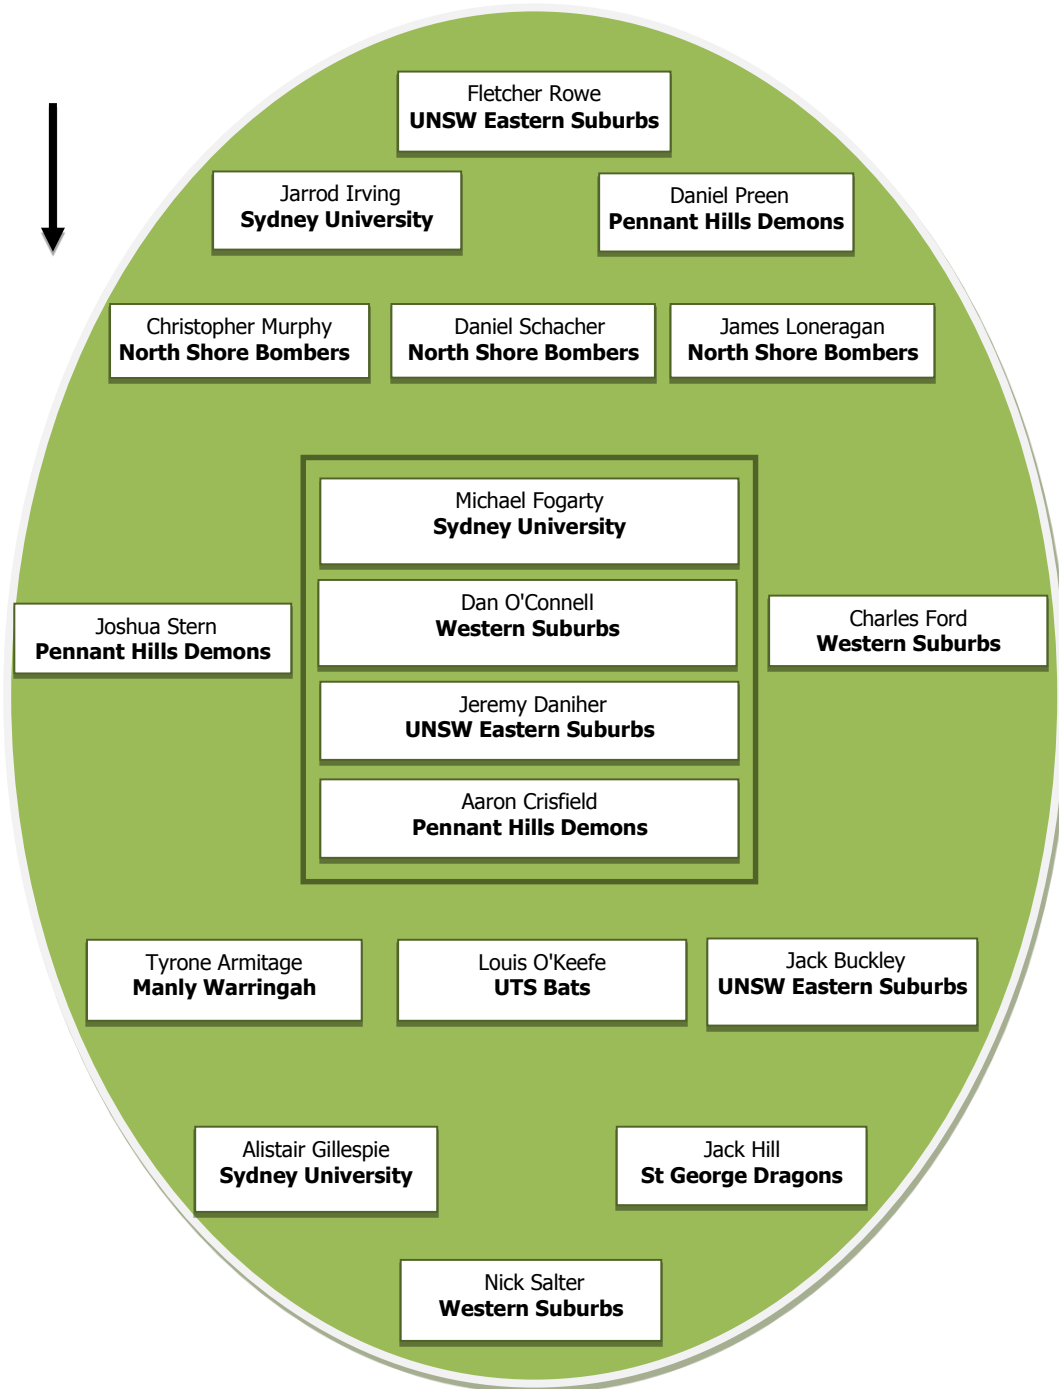 Fletcher Rowe
UNSW Eastern Suburbs
Jarrod Irving
Sydney University
Daniel Preen
Pennant Hills Demons
Christopher Murphy
North Shore Bombers
Daniel Schacher
North Shore Bombers
James Loneragan
North Shore Bombers
Michael Fogarty
Sydney University
Dan O'Connell
Western Suburbs
Joshua Stern
Pennant Hills Demons
Charles Ford
Western Suburbs
Jeremy Daniher
UNSW Eastern Suburbs
Aaron Crisfield
Pennant Hills Demons
Tyrone Armitage
Manly Warringah
Louis O'Keefe
UTS Bats
Jack Buckley
UNSW Eastern Suburbs
Alistair Gillespie
Sydney University
Jack Hill
St George Dragons
Nick Salter
Western Suburbs